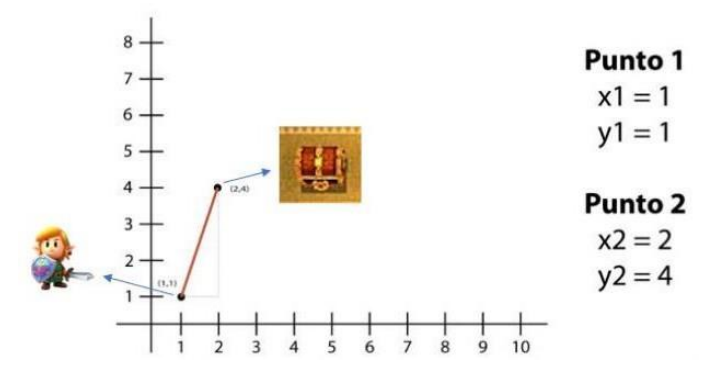 8
7
6
5
4
3
2
1
(2,4)
(1,1)
1 2 3 4 5 6 7 8 9 10
Punto 1
x1 = 1
y1 = 1
Punto 2
x2 = 2
y2 = 4